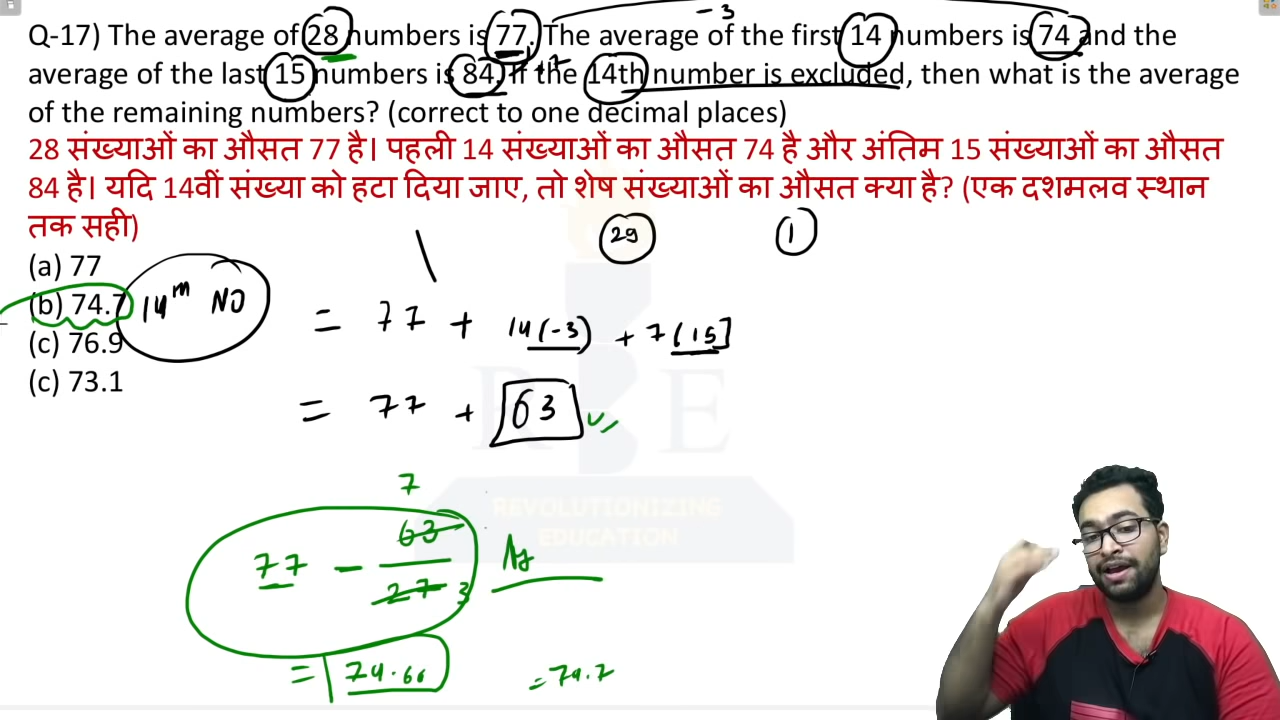 -3
Q-17) The average of 28 numbers is 77. The average of the first 14 numbers is 74 and the
average of the last 15 numbers is 84. If the 14th number is excluded, then what is the average
+7
of the remaining numbers? (correct to one decimal places)
28 संख्याओं का औसत 77 है। पहली 14 संख्याओं का औसत 74 है और अंतिम 15 संख्याओं का औसत
84 है। यदि 14वीं संख्या को हटा दिया जाए, तो शेष संख्याओं का औसत क्या है? (एक दशमलव स्थान
तक सही)
29 1
(a) 77
(b) 74.7
(c) 76.9
(c) 73.1
14th NO
= 77 + 14(-3) + 7(15]
= 77 + 63
77 - 63/27
7
3
= 74.66
= 74.7
REVOLUTIONIZING
EDUCATION
R E